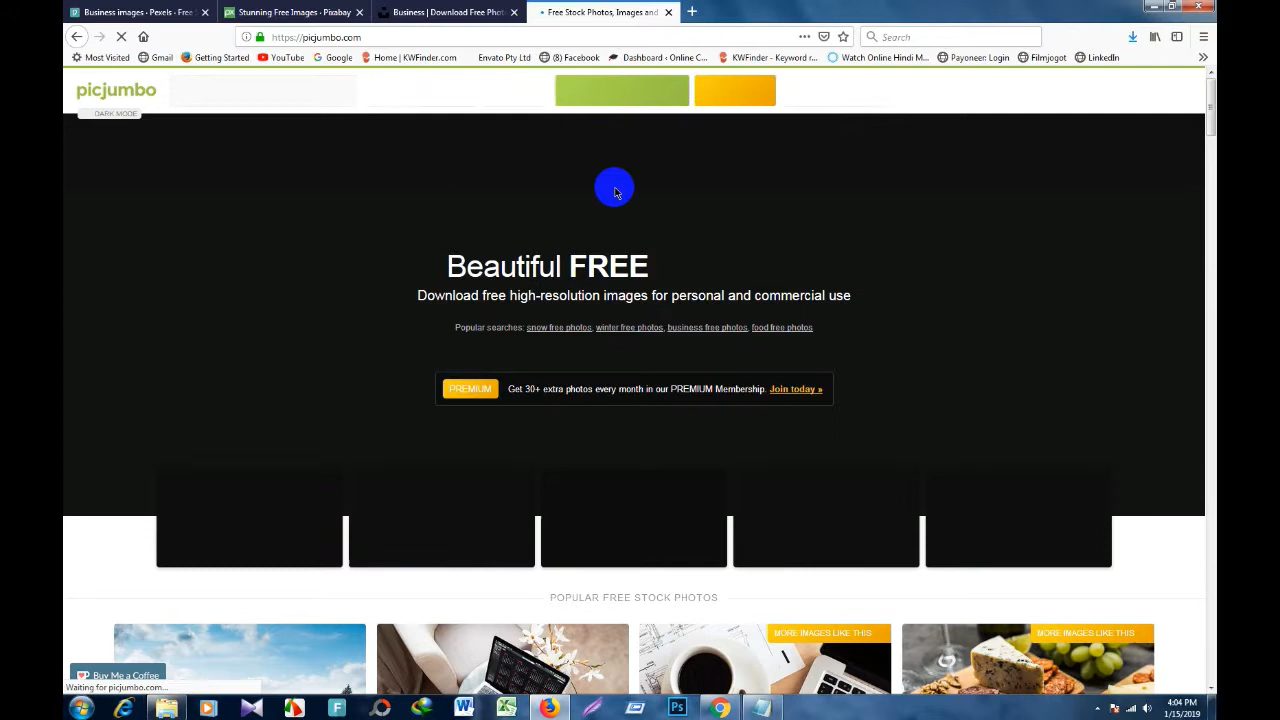 Business images · Pexels · Free
Stunning Free Images · Pixabay
Business | Download Free Phot
Free Stock Photos, Images and
https://picjumbo.com
Search
Most Visited
Gmail
Getting Started
YouTube
Google
Home | KWFinder.com
Envato Pty Ltd
(8) Facebook
Dashboard ‹ Online C...
KWFinder - Keyword r...
Watch Online Hindi M...
Payoneer: Login
Filmjogot
LinkedIn
picjumbo
DARK MODE
Beautiful FREE
Download free high-resolution images for personal and commercial use
Popular searches: snow free photos, winter free photos, business free photos, food free photos
PREMIUM Get 30+ extra photos every month in our PREMIUM Membership. Join today »
POPULAR FREE STOCK PHOTOS
MORE IMAGES LIKE THIS
MORE IMAGES LIKE THIS
Buy Me a Coffee
Waiting for picjumbo.com...
4:04 PM
1/15/2019